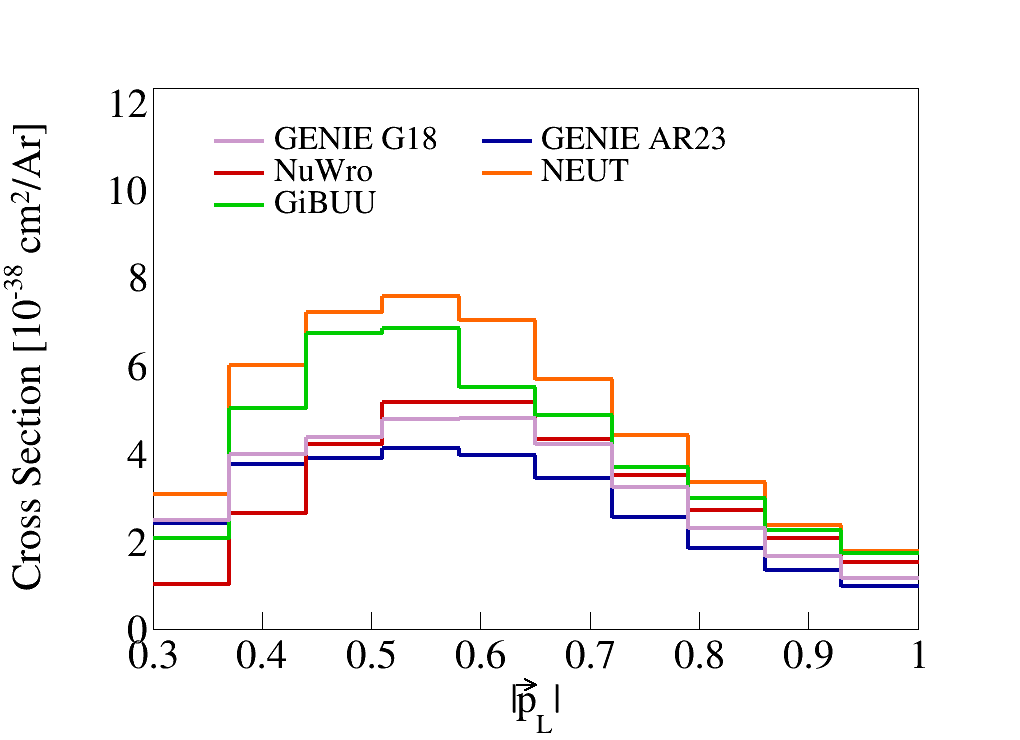 12
10
8
6
4
2
0
Cross Section [10⁻³⁸ cm²/Ar]
GENIE G18
GENIE AR23
NuWro
NEUT
GiBUU
0.3 0.4 0.5 0.6 0.7 0.8 0.9 1
|p⃗_L|